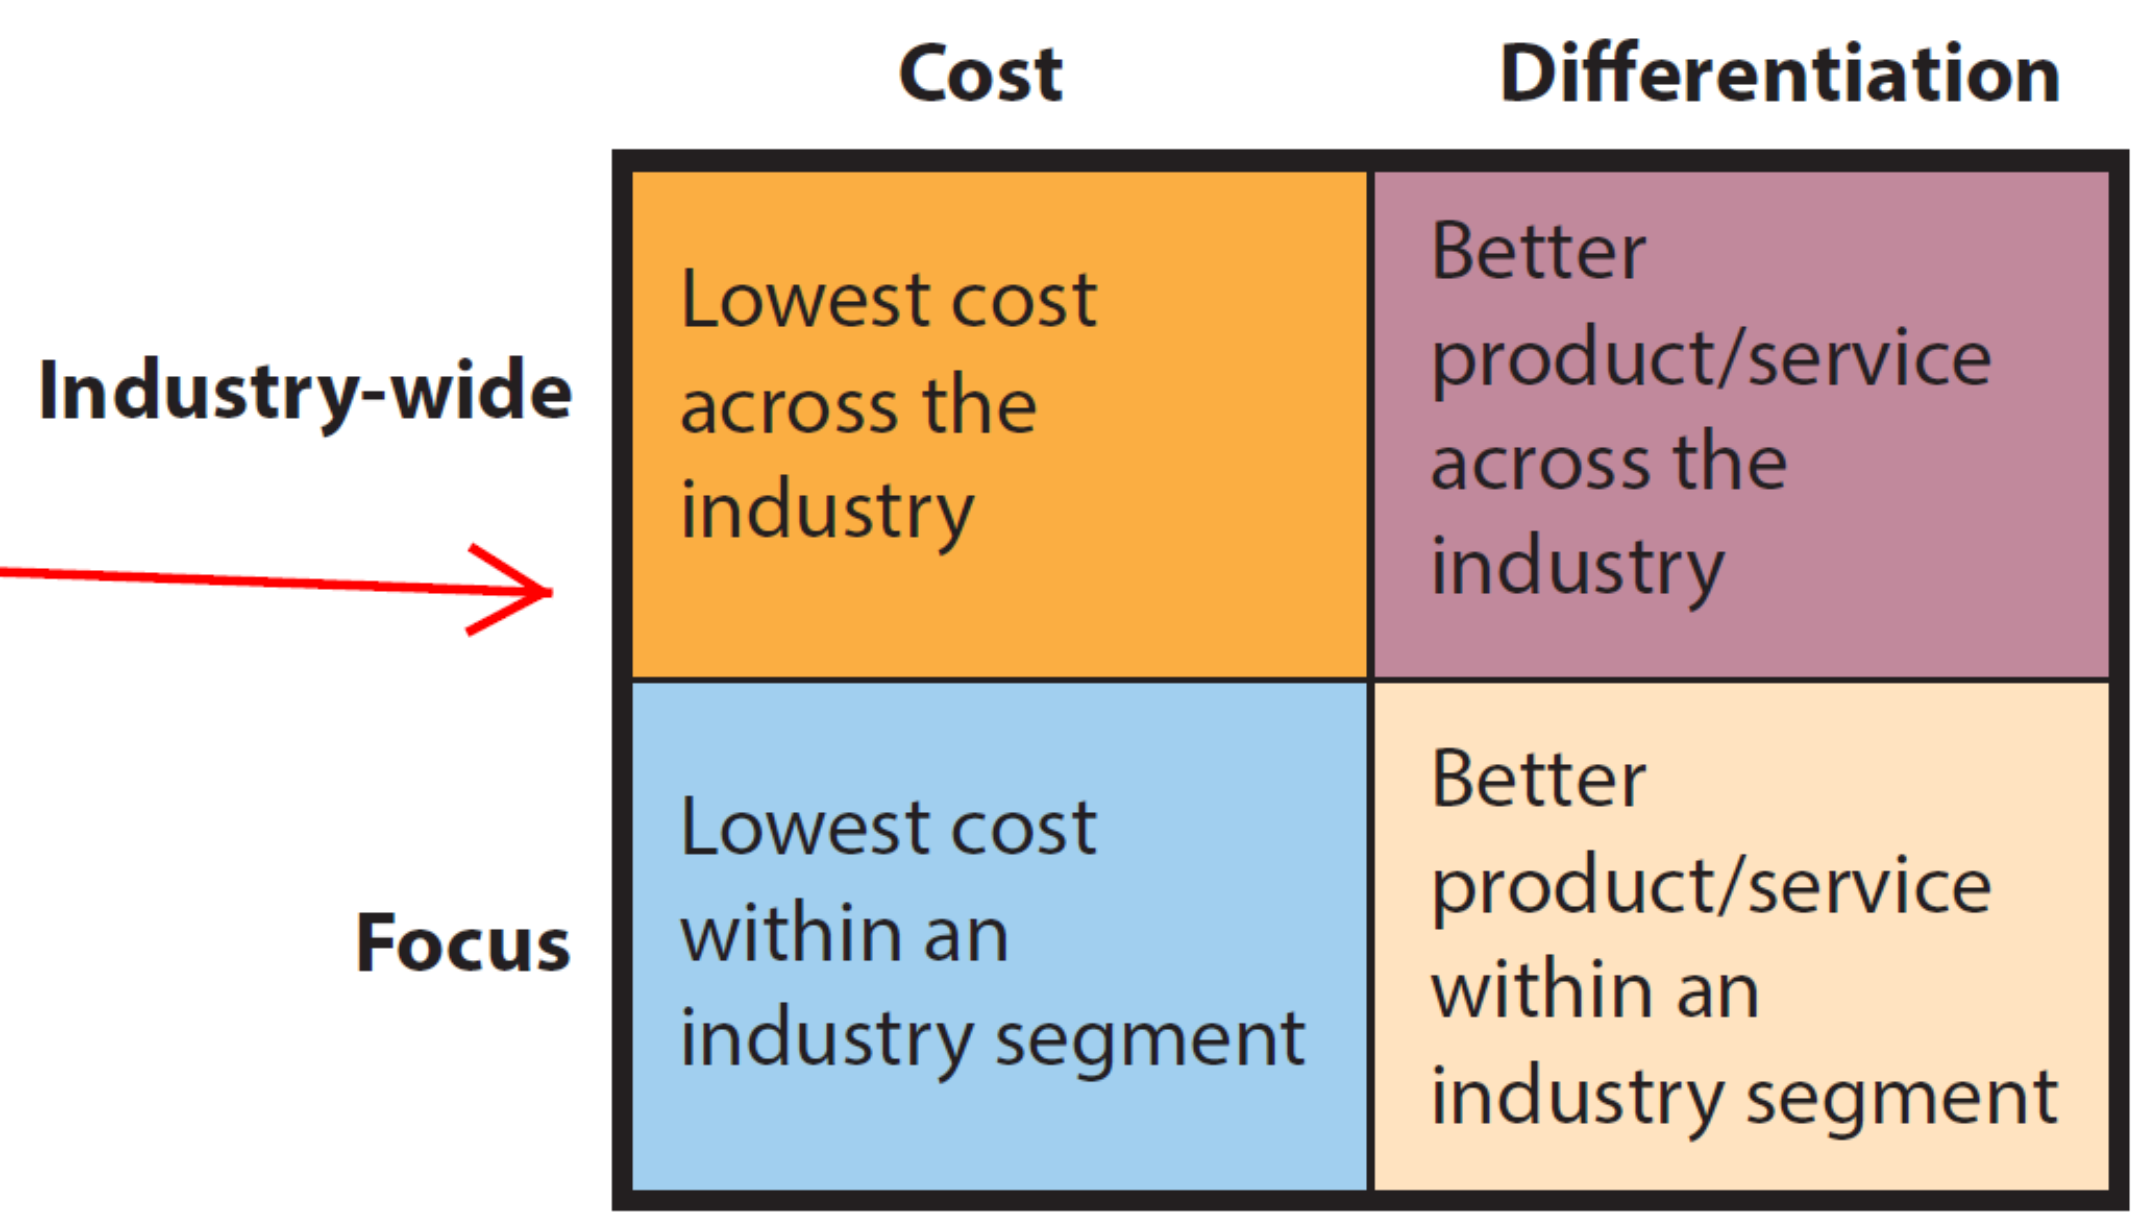 Cost
Differentiation
Industry-wide
Lowest cost
across the
industry
Better
product/service
across the
industry
Focus
Lowest cost
within an
industry segment
Better
product/service
within an
industry segment